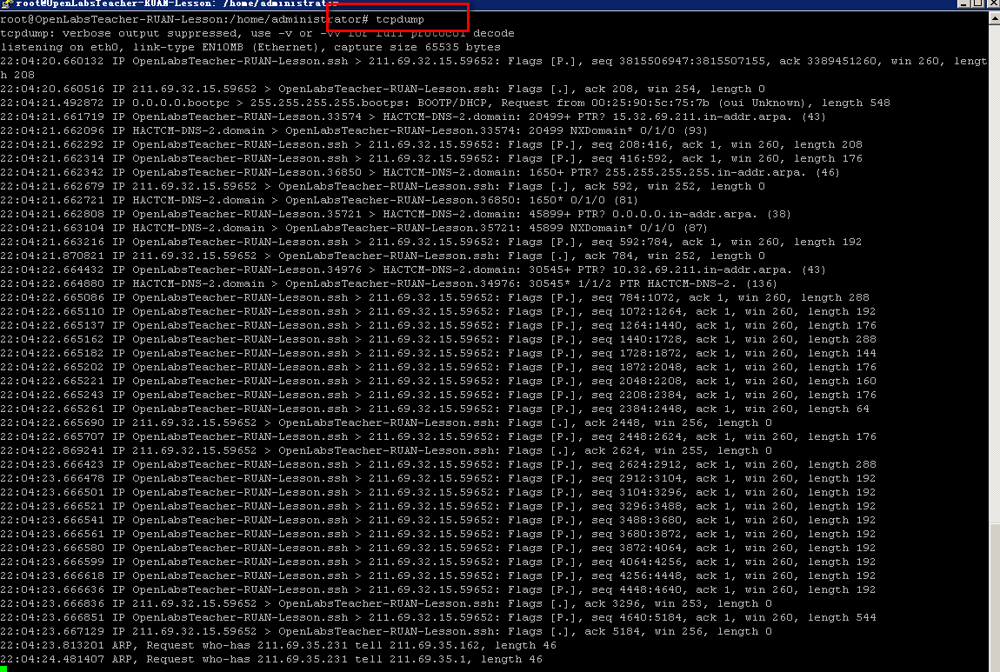 root@OpenLabsTeacher-RUAN-Lesson: /home/administrator
root@OpenLabsTeacher-RUAN-Lesson:/home/administrator# tcpdump
tcpdump: verbose output suppressed, use -v or -vv for full protocol decode
listening on eth0, link-type EN10MB (Ethernet), capture size 65535 bytes
22:04:20.660132 IP OpenLabsTeacher-RUAN-Lesson.ssh > 211.69.32.15.59652: Flags [P.], seq 3815506947:3815507155, ack 3389451260, win 260, lengt
h 208
22:04:20.660516 IP 211.69.32.15.59652 > OpenLabsTeacher-RUAN-Lesson.ssh: Flags [.], ack 208, win 254, length 0
22:04:21.492872 IP 0.0.0.0.bootpc > 255.255.255.255.bootps: BOOTP/DHCP, Request from 00:25:90:5c:75:7b (oui Unknown), length 548
22:04:21.661719 IP OpenLabsTeacher-RUAN-Lesson.33574 > HACTCM-DNS-2.domain: 20499+ PTR? 15.32.69.211.in-addr.arpa. (43)
22:04:21.662096 IP HACTCM-DNS-2.domain > OpenLabsTeacher-RUAN-Lesson.33574: 20499 NXDomain* 0/1/0 (93)
22:04:21.662292 IP OpenLabsTeacher-RUAN-Lesson.ssh > 211.69.32.15.59652: Flags [P.], seq 208:416, ack 1, win 260, length 208
22:04:21.662314 IP OpenLabsTeacher-RUAN-Lesson.ssh > 211.69.32.15.59652: Flags [P.], seq 416:592, ack 1, win 260, length 176
22:04:21.662342 IP OpenLabsTeacher-RUAN-Lesson.36850 > HACTCM-DNS-2.domain: 1650+ PTR? 255.255.255.255.in-addr.arpa. (46)
22:04:21.662679 IP 211.69.32.15.59652 > OpenLabsTeacher-RUAN-Lesson.ssh: Flags [.], ack 592, win 252, length 0
22:04:21.662721 IP HACTCM-DNS-2.domain > OpenLabsTeacher-RUAN-Lesson.36850: 1650* 0/1/0 (81)
22:04:21.662808 IP OpenLabsTeacher-RUAN-Lesson.35721 > HACTCM-DNS-2.domain: 45899+ PTR? 0.0.0.0.in-addr.arpa. (38)
22:04:21.663104 IP HACTCM-DNS-2.domain > OpenLabsTeacher-RUAN-Lesson.35721: 45899 NXDomain* 0/1/0 (87)
22:04:21.663216 IP OpenLabsTeacher-RUAN-Lesson.ssh > 211.69.32.15.59652: Flags [P.], seq 592:784, ack 1, win 260, length 192
22:04:21.870821 IP 211.69.32.15.59652 > OpenLabsTeacher-RUAN-Lesson.ssh: Flags [.], ack 784, win 252, length 0
22:04:22.664432 IP OpenLabsTeacher-RUAN-Lesson.34976 > HACTCM-DNS-2.domain: 30545+ PTR? 10.32.69.211.in-addr.arpa. (43)
22:04:22.664880 IP HACTCM-DNS-2.domain > OpenLabsTeacher-RUAN-Lesson.34976: 30545* 1/1/2 PTR HACTCM-DNS-2. (136)
22:04:22.665086 IP OpenLabsTeacher-RUAN-Lesson.ssh > 211.69.32.15.59652: Flags [P.], seq 784:1072, ack 1, win 260, length 288
22:04:22.665110 IP OpenLabsTeacher-RUAN-Lesson.ssh > 211.69.32.15.59652: Flags [P.], seq 1072:1264, ack 1, win 260, length 192
22:04:22.665137 IP OpenLabsTeacher-RUAN-Lesson.ssh > 211.69.32.15.59652: Flags [P.], seq 1264:1440, ack 1, win 260, length 176
22:04:22.665162 IP OpenLabsTeacher-RUAN-Lesson.ssh > 211.69.32.15.59652: Flags [P.], seq 1440:1728, ack 1, win 260, length 288
22:04:22.665182 IP OpenLabsTeacher-RUAN-Lesson.ssh > 211.69.32.15.59652: Flags [P.], seq 1728:1872, ack 1, win 260, length 144
22:04:22.665202 IP OpenLabsTeacher-RUAN-Lesson.ssh > 211.69.32.15.59652: Flags [P.], seq 1872:2048, ack 1, win 260, length 176
22:04:22.665221 IP OpenLabsTeacher-RUAN-Lesson.ssh > 211.69.32.15.59652: Flags [P.], seq 2048:2208, ack 1, win 260, length 160
22:04:22.665243 IP OpenLabsTeacher-RUAN-Lesson.ssh > 211.69.32.15.59652: Flags [P.], seq 2208:2384, ack 1, win 260, length 176
22:04:22.665261 IP OpenLabsTeacher-RUAN-Lesson.ssh > 211.69.32.15.59652: Flags [P.], seq 2384:2448, ack 1, win 260, length 64
22:04:22.665690 IP 211.69.32.15.59652 > OpenLabsTeacher-RUAN-Lesson.ssh: Flags [.], ack 2448, win 256, length 0
22:04:22.665707 IP OpenLabsTeacher-RUAN-Lesson.ssh > 211.69.32.15.59652: Flags [P.], seq 2448:2624, ack 1, win 260, length 176
22:04:22.869241 IP 211.69.32.15.59652 > OpenLabsTeacher-RUAN-Lesson.ssh: Flags [.], ack 2624, win 255, length 0
22:04:23.666423 IP OpenLabsTeacher-RUAN-Lesson.ssh > 211.69.32.15.59652: Flags [P.], seq 2624:2912, ack 1, win 260, length 288
22:04:23.666478 IP OpenLabsTeacher-RUAN-Lesson.ssh > 211.69.32.15.59652: Flags [P.], seq 2912:3104, ack 1, win 260, length 192
22:04:23.666501 IP OpenLabsTeacher-RUAN-Lesson.ssh > 211.69.32.15.59652: Flags [P.], seq 3104:3296, ack 1, win 260, length 192
22:04:23.666521 IP OpenLabsTeacher-RUAN-Lesson.ssh > 211.69.32.15.59652: Flags [P.], seq 3296:3488, ack 1, win 260, length 192
22:04:23.666541 IP OpenLabsTeacher-RUAN-Lesson.ssh > 211.69.32.15.59652: Flags [P.], seq 3488:3680, ack 1, win 260, length 192
22:04:23.666561 IP OpenLabsTeacher-RUAN-Lesson.ssh > 211.69.32.15.59652: Flags [P.], seq 3680:3872, ack 1, win 260, length 192
22:04:23.666580 IP OpenLabsTeacher-RUAN-Lesson.ssh > 211.69.32.15.59652: Flags [P.], seq 3872:4064, ack 1, win 260, length 192
22:04:23.666599 IP OpenLabsTeacher-RUAN-Lesson.ssh > 211.69.32.15.59652: Flags [P.], seq 4064:4256, ack 1, win 260, length 192
22:04:23.666618 IP OpenLabsTeacher-RUAN-Lesson.ssh > 211.69.32.15.59652: Flags [P.], seq 4256:4448, ack 1, win 260, length 192
22:04:23.666636 IP OpenLabsTeacher-RUAN-Lesson.ssh > 211.69.32.15.59652: Flags [P.], seq 4448:4640, ack 1, win 260, length 192
22:04:23.666836 IP 211.69.32.15.59652 > OpenLabsTeacher-RUAN-Lesson.ssh: Flags [.], ack 3296, win 253, length 0
22:04:23.666851 IP OpenLabsTeacher-RUAN-Lesson.ssh > 211.69.32.15.59652: Flags [P.], seq 4640:5184, ack 1, win 260, length 544
22:04:23.667129 IP 211.69.32.15.59652 > OpenLabsTeacher-RUAN-Lesson.ssh: Flags [.], ack 5184, win 256, length 0
22:04:23.813201 ARP, Request who-has 211.69.35.231 tell 211.69.35.162, length 46
22:04:24.481407 ARP, Request who-has 211.69.35.231 tell 211.69.35.1, length 46